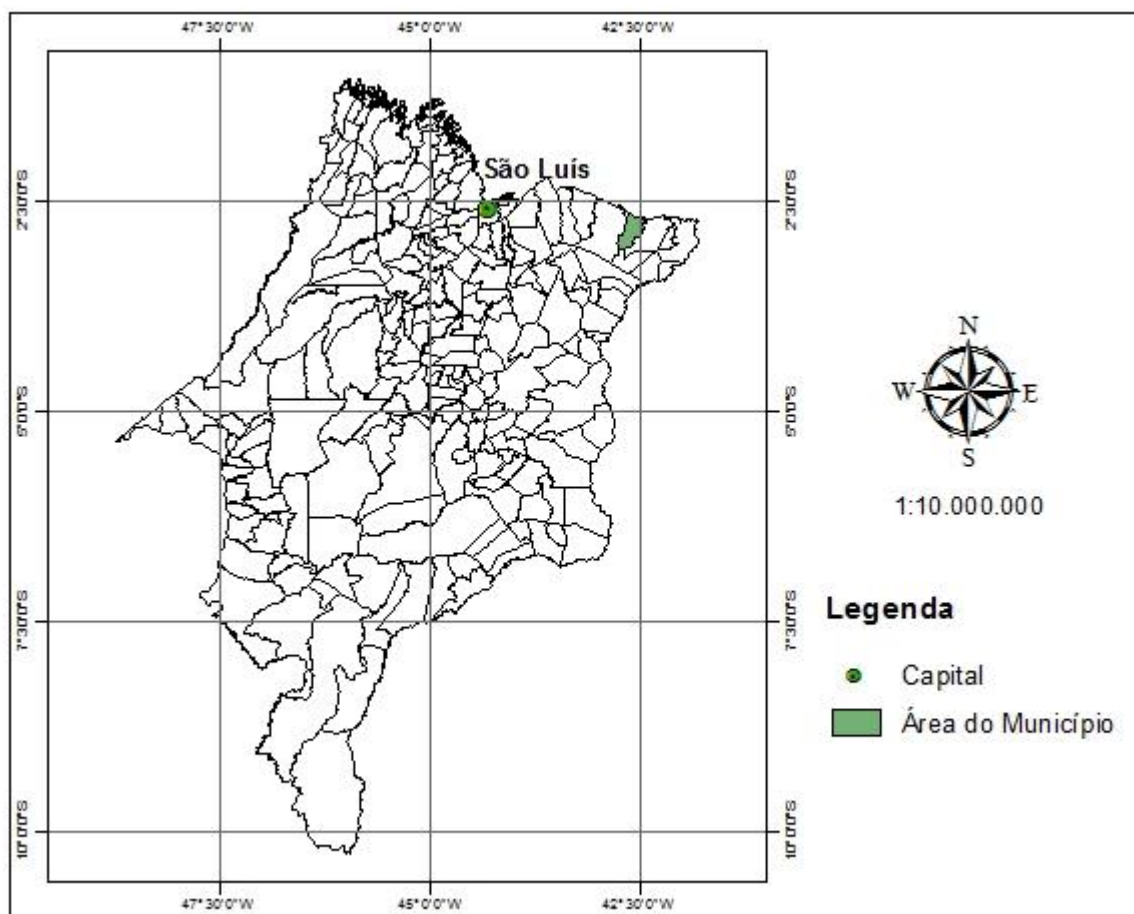 47°30'0"W 45°0'0"W 42°30'0"W
São Luís
2°30'0"S 2°30'0"S
N
W E
S
5°0'0"S 5°0'0"S
1:10.000.000
7°30'0"S 7°30'0"S
Legenda
Capital
Área do Município
10°0'0"S 10°0'0"S
47°30'0"W 45°0'0"W 42°30'0"W